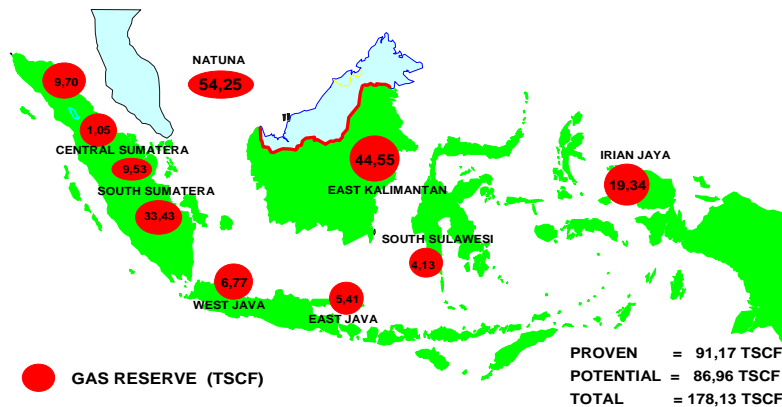 NATUNA
54,25
9,70
1,05
CENTRAL SUMATERA
9,53
SOUTH SUMATERA
33,43
44,55
EAST KALIMANTAN
IRIAN JAYA
19,34
SOUTH SULAWESI
4,13
6,77
WEST JAVA
5,41
EAST JAVA
GAS RESERVE (TSCF)
PROVEN = 91,17 TSCF
POTENTIAL = 86,96 TSCF
TOTAL = 178,13 TSCF